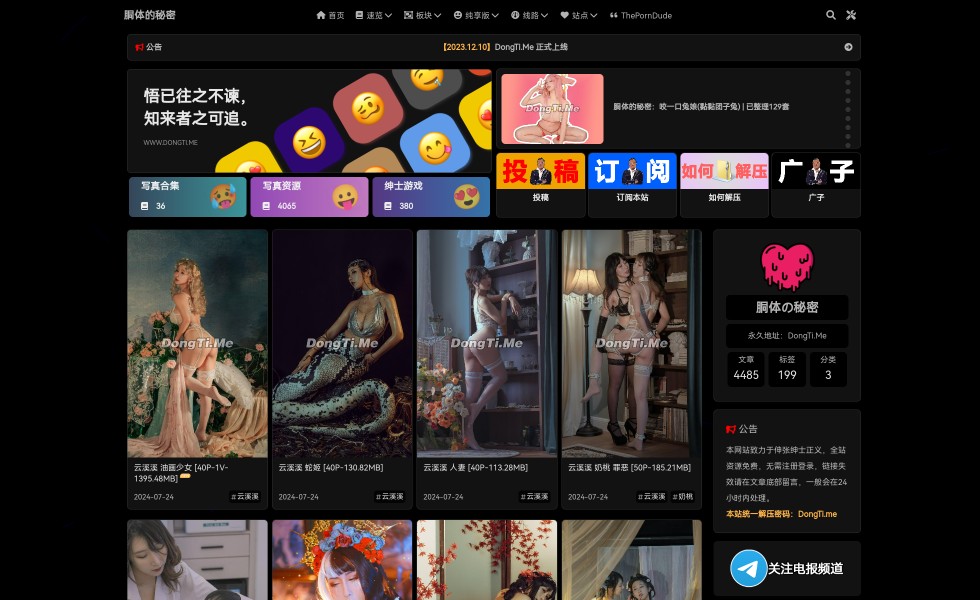 胴体的秘密
首页
速览
板块
纯享版
线路
站点
ThePornDude
公告
【2023.12.10】DongTi.Me 正式上线
悟已往之不谏,
知来者之可追。
WWW.DONGTI.ME
DongTi.Me
胴体的秘密:咬一口兔娘(黏黏团子兔) | 已整理129套
写真合集
36
写真资源
4065
绅士游戏
380
投稿
投稿
订阅
订阅本站
如何解压
如何解压
广子
广子
DongTi.Me
DongTi.Me
DongTi.Me
DongTi.Me
云溪溪 油画少女 [40P-1V-
1395.48MB]
2024-07-24
#云溪溪
云溪溪 蛇姬 [40P-130.82MB]
2024-07-24
#云溪溪
云溪溪 人妻 [40P-113.28MB]
2024-07-24
#云溪溪
云溪溪 奶桃 罪恶 [50P-185.21MB]
2024-07-24
#云溪溪 #奶桃
胴体の秘密
永久地址:DongTi.Me
文章
4485
标签
199
分类
3
公告
本网站致力于伸张绅士正义,全站
资源免费,无需注册登录,链接失
效请在文章底部留言,一般会在24
小时内处理。
本站统一解压密码:DongTi.me
关注电报频道